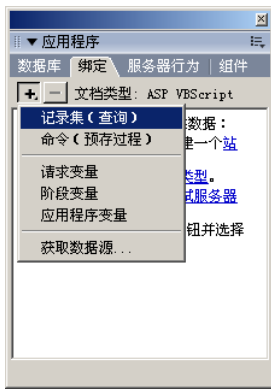 应用程序
数据库 绑定 服务器行为 组件
文档类型: ASP VBScript
记录集(查询)
数据:
命令(预存过程)
建一个站
请求变量
类型。
阶段变量
试服务器
应用程序变量
钮并选择
获取数据源...